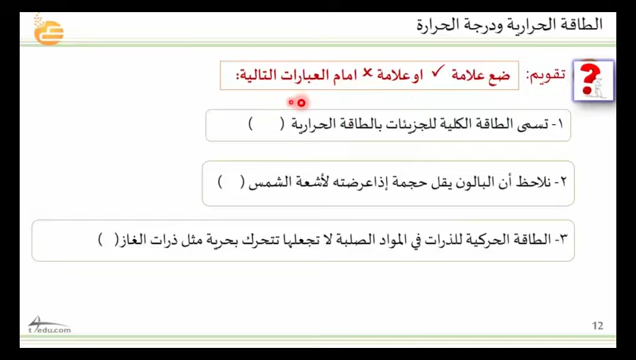 الطاقة الحرارية ودرجة الحرارة
تقويم: ضع علامة ✓ او علامة × امام العبارات التالية:
١- تسمى الطاقة الكلية للجزيئات بالطاقة الحرارية ( )
٢- نلاحظ أن البالون يقل حجمة إذاعرضته لأشعة الشمس ( )
٣- الطاقة الحركية للذرات في المواد الصلبة لا تجعلها تتحرك بحرية مثل ذرات الغاز( )
t4edu.com
12